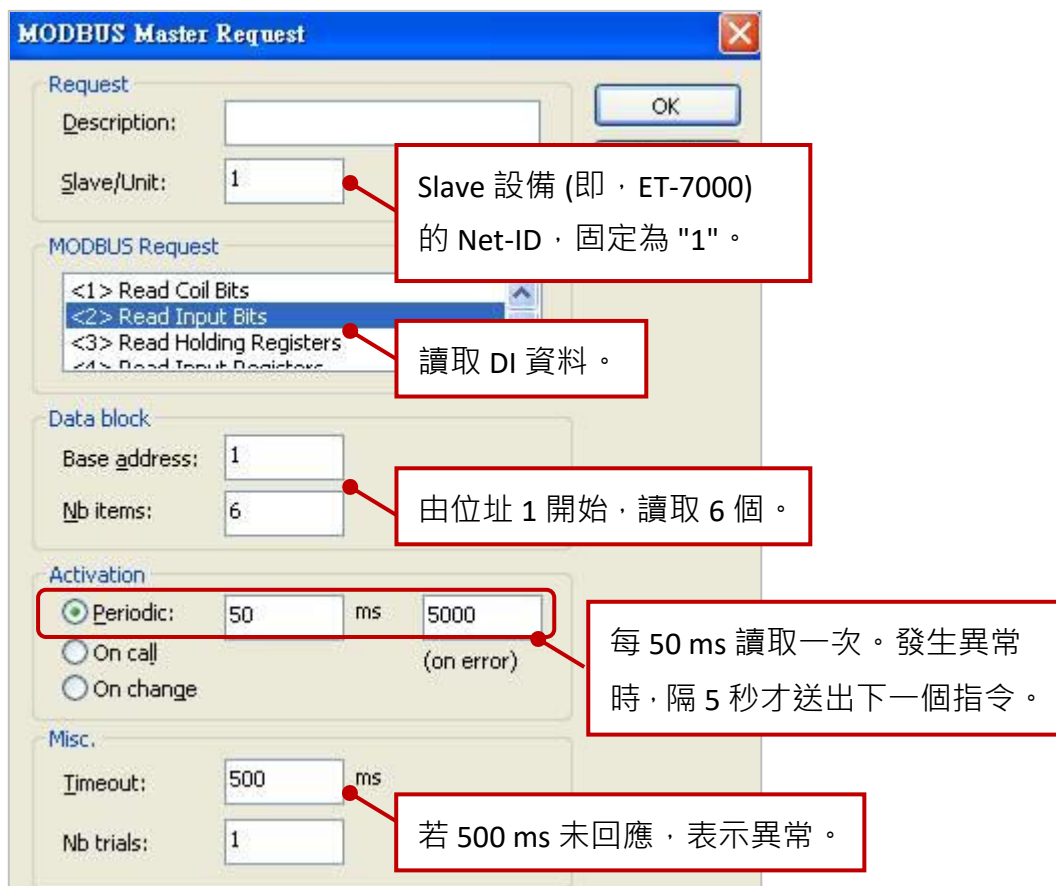 MODBUS Master Request
Request
OK
Description:
Slave/Unit:
1
Slave 設備 (即，ET-7000)
的 Net-ID，固定為 "1"。
MODBUS Request
<1> Read Coil Bits
<2> Read Input Bits
<3> Read Holding Registers
<4> Read Input Registers
讀取 DI 資料。
Data block
Base address:
1
Nb items:
6
由位址 1 開始，讀取 6 個。
Activation
Periodic:
50
ms
5000
On call
(on error)
On change
每 50 ms 讀取一次。發生異常
時，隔 5 秒才送出下一個指令。
Misc.
Timeout:
500
ms
Nb trials:
1
若 500 ms 未回應，表示異常。